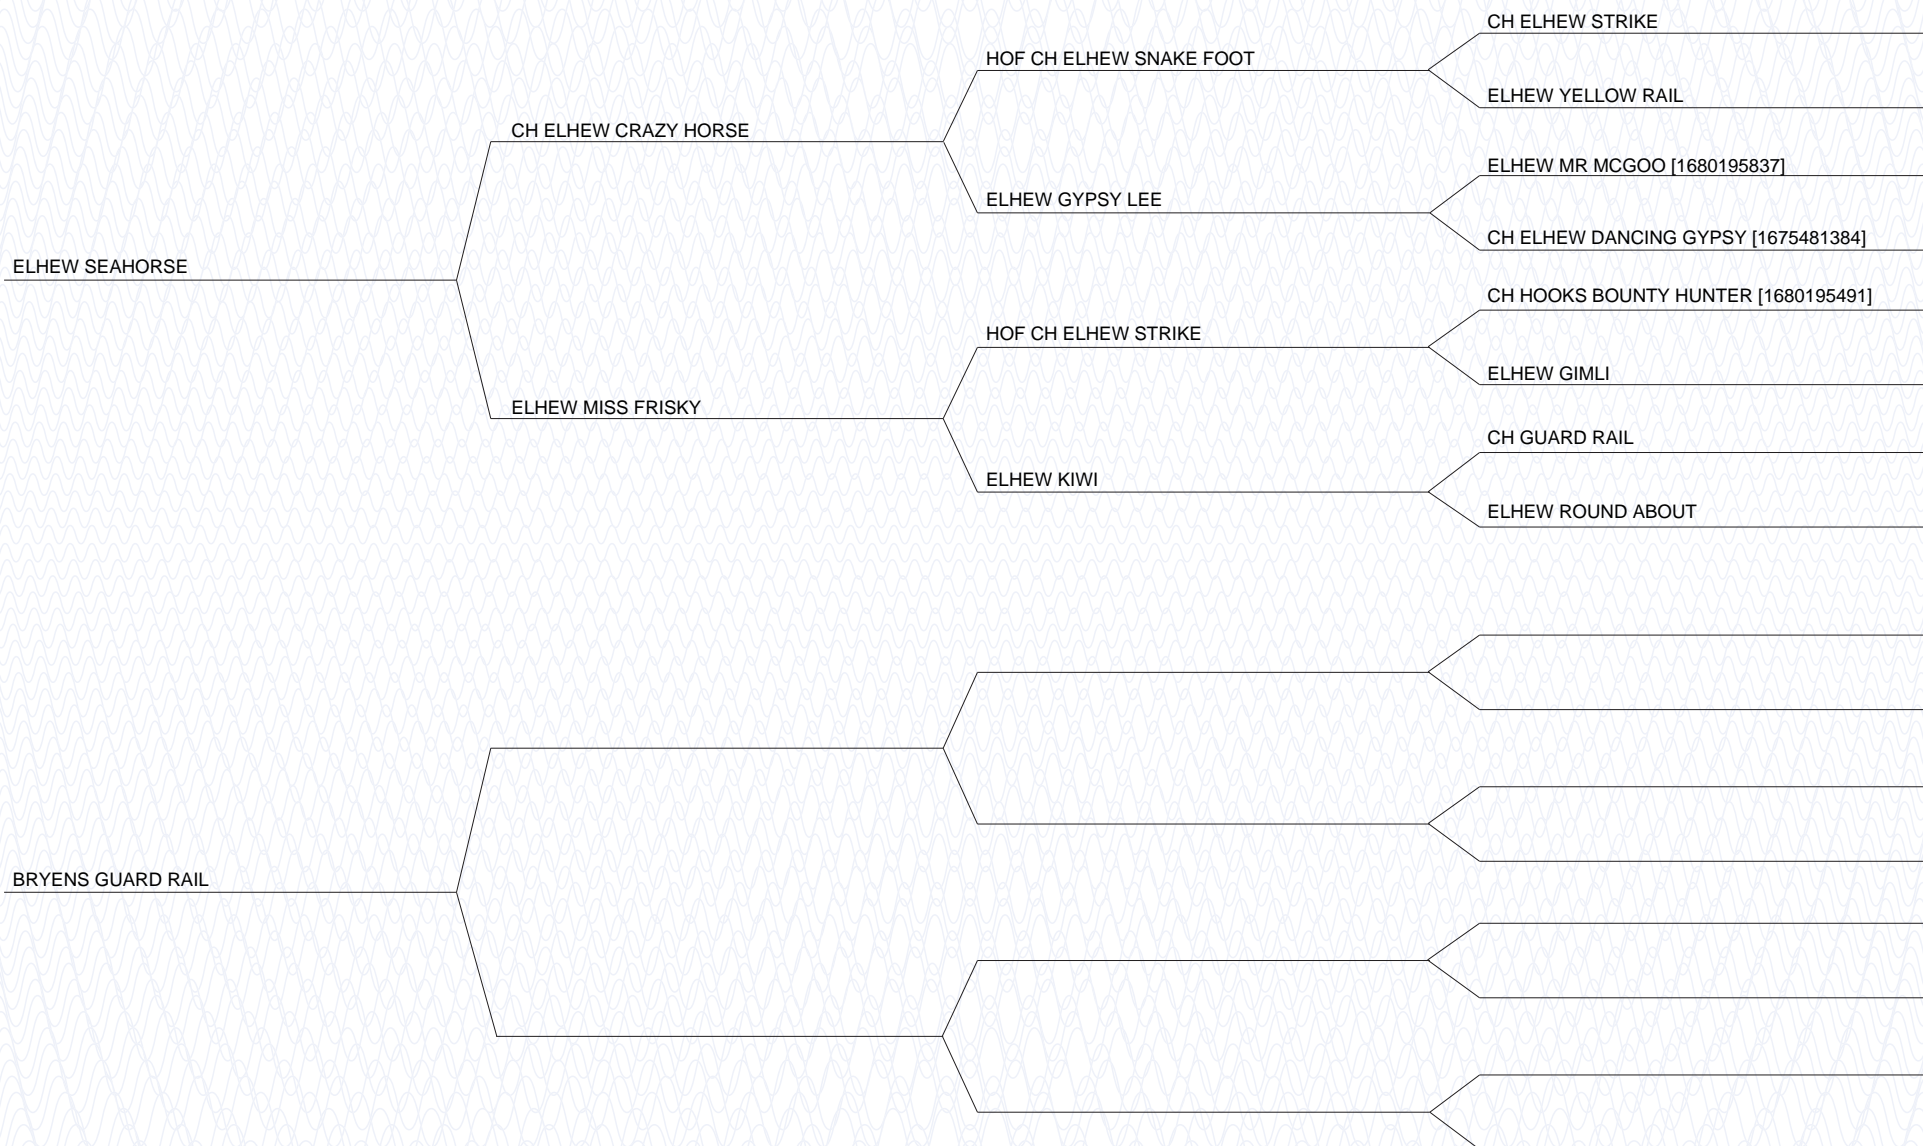 CH ELHEW STRIKE
HOF CH ELHEW SNAKE FOOT
ELHEW YELLOW RAIL
CH ELHEW CRAZY HORSE
ELHEW MR MCGOO [1680195837]
ELHEW GYPSY LEE
CH ELHEW DANCING GYPSY [1675481384]
ELHEW SEAHORSE
CH HOOKS BOUNTY HUNTER [1680195491]
HOF CH ELHEW STRIKE
ELHEW GIMLI
ELHEW MISS FRISKY
CH GUARD RAIL
ELHEW KIWI
ELHEW ROUND ABOUT
BRYENS GUARD RAIL